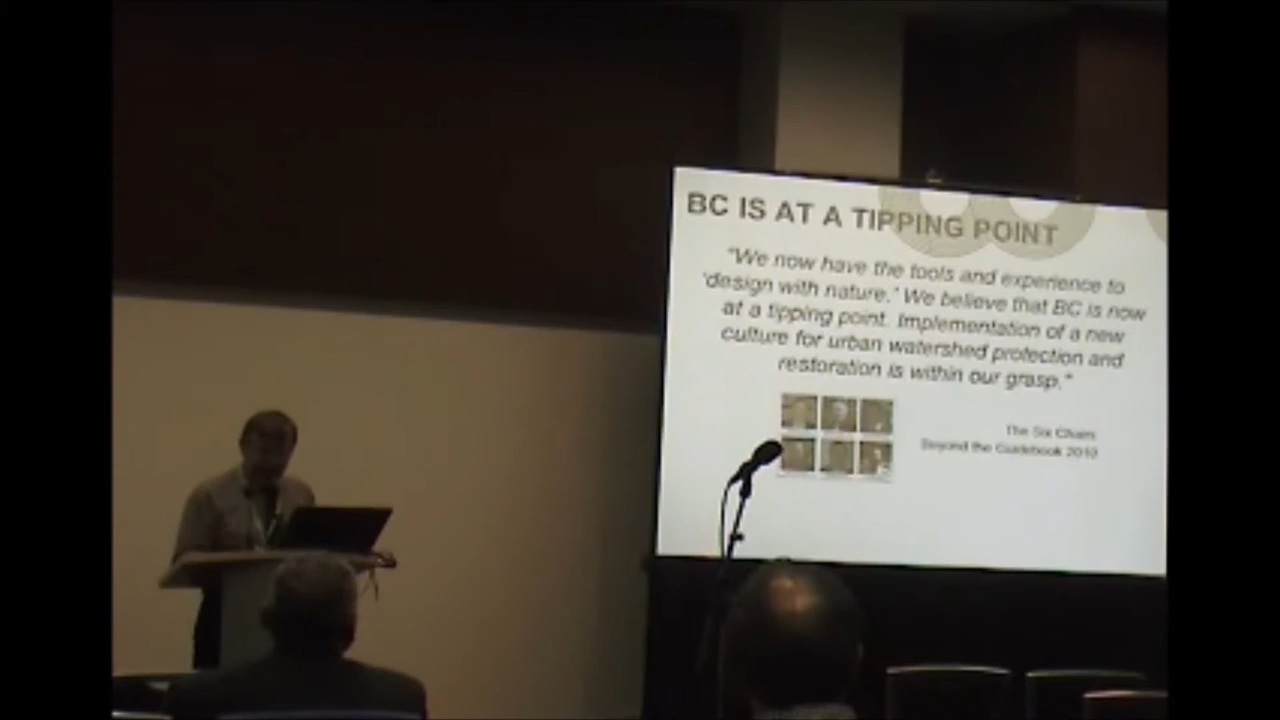 BC IS AT A TIPPING POINT
"We now have the tools and experience to
'design with nature.' We believe that BC is now
at a tipping point. Implementation of a new
culture for urban watershed protection and
restoration is within our grasp."
The Six Chairs
Beyond the Guidebook 2010